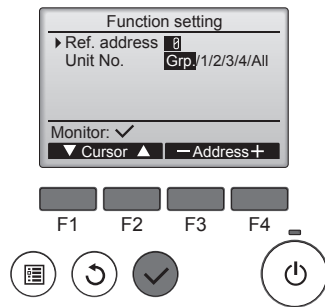 Function setting
Ref. address 0
Unit No. Grp./1/2/3/4/All
Monitor: ✓
▼ Cursor ▲ －Address＋
F1 F2 F3 F4